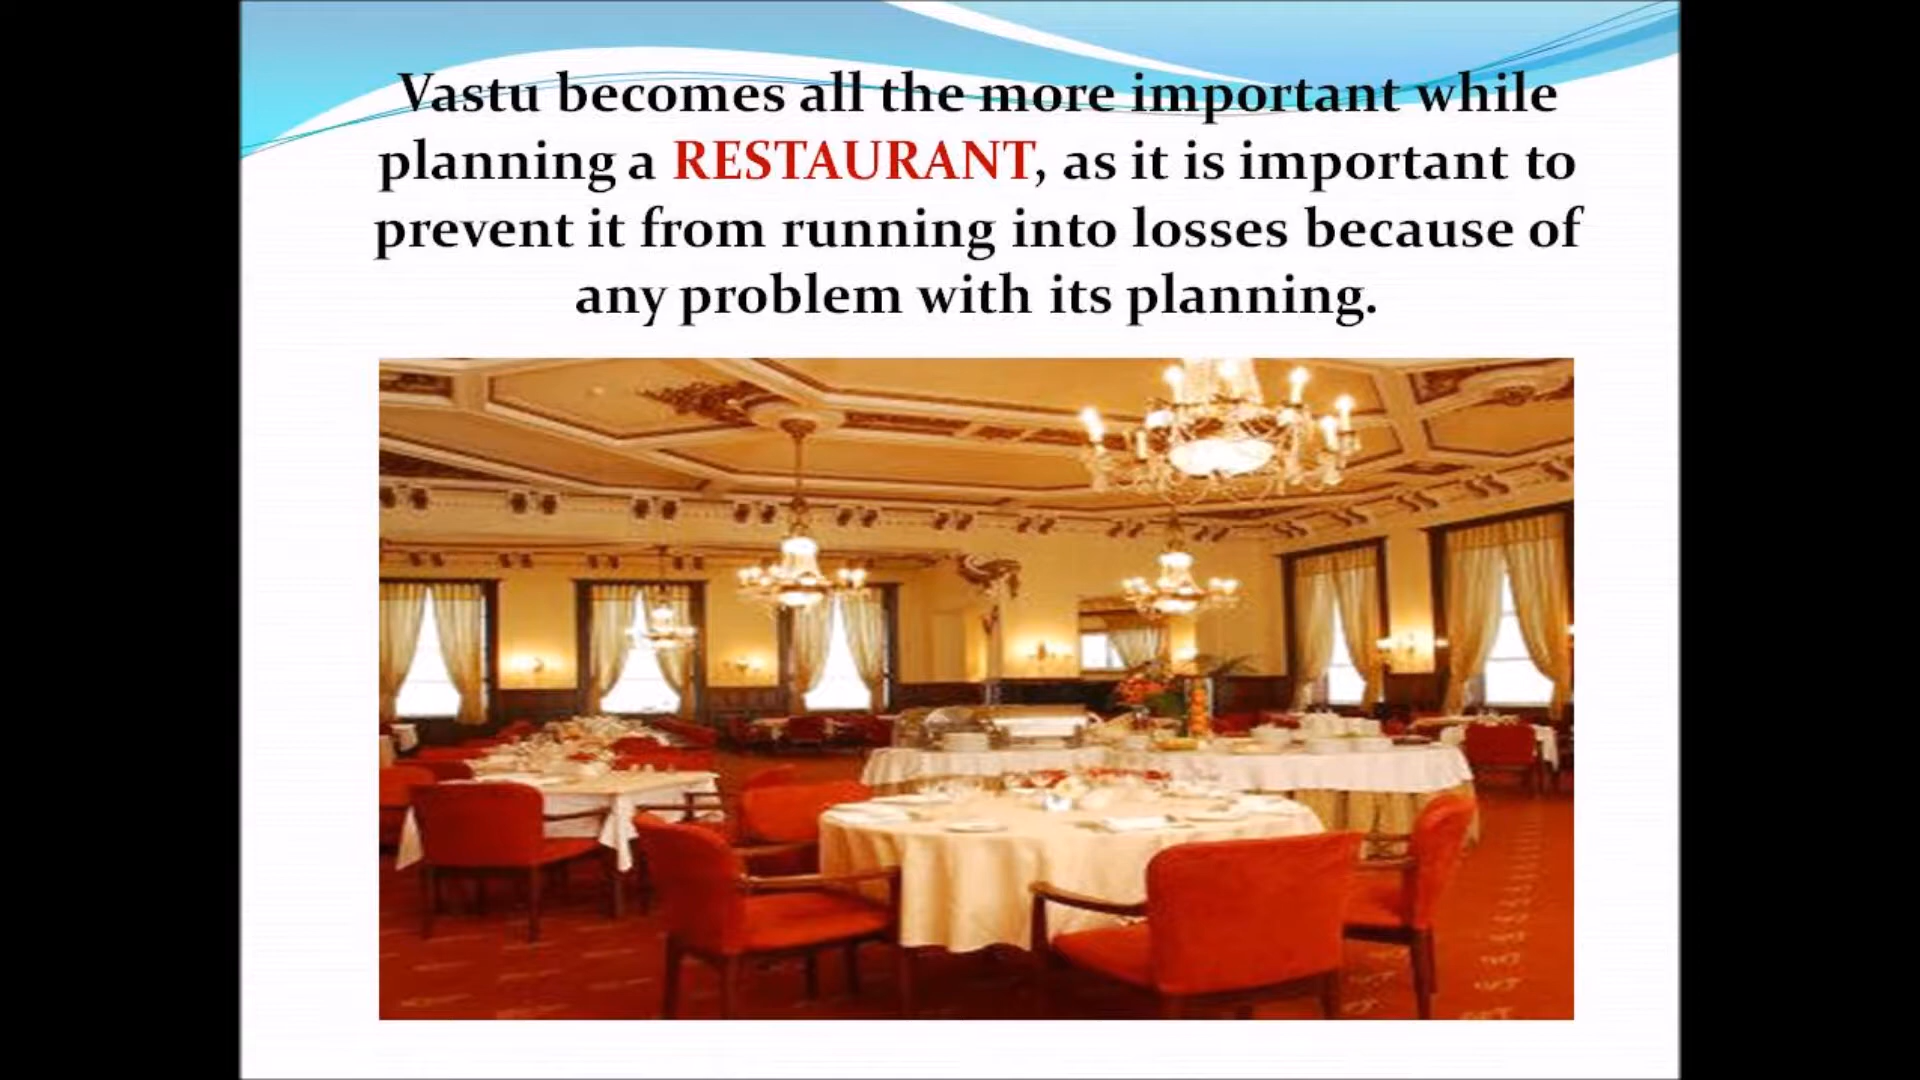 Vastu becomes all the more important while
planning a RESTAURANT, as it is important to
prevent it from running into losses because of
any problem with its planning.